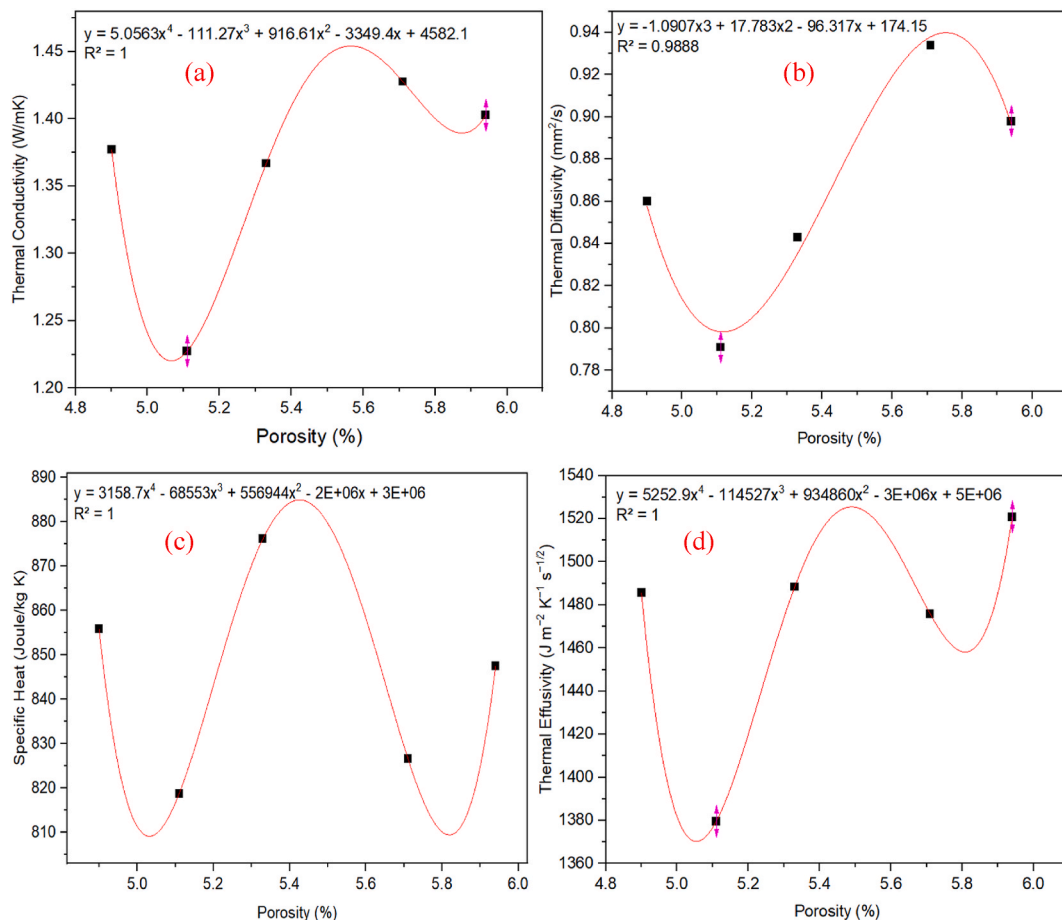 y = 5.0563x⁴ - 111.27x³ + 916.61x² - 3349.4x + 4582.1
R² = 1
(a)
Thermal Conductivity (W/mK)
1.45
1.40
1.35
1.30
1.25
1.20
4.8 5.0 5.2 5.4 5.6 5.8 6.0
Porosity (%)
y = -1.0907x3 + 17.783x2 - 96.317x + 174.15
R² = 0.9888
(b)
Thermal Diffusivity (mm²/s)
0.94
0.92
0.90
0.88
0.86
0.84
0.82
0.80
0.78
4.8 5.0 5.2 5.4 5.6 5.8 6.0
Porosity (%)
y = 3158.7x⁴ - 68553x³ + 556944x² - 2E+06x + 3E+06
R² = 1
(c)
Specific Heat (Joule/kg K)
890
880
870
860
850
840
830
820
810
5.0 5.2 5.4 5.6 5.8 6.0
Porosity (%)
y = 5252.9x⁴ - 114527x³ + 934860x² - 3E+06x + 5E+06
R² = 1
(d)
Thermal Effusivity (J m⁻² K⁻¹ s⁻¹/²)
1540
1520
1500
1480
1460
1440
1420
1400
1380
1360
4.8 5.0 5.2 5.4 5.6 5.8 6.0
Porosity (%)